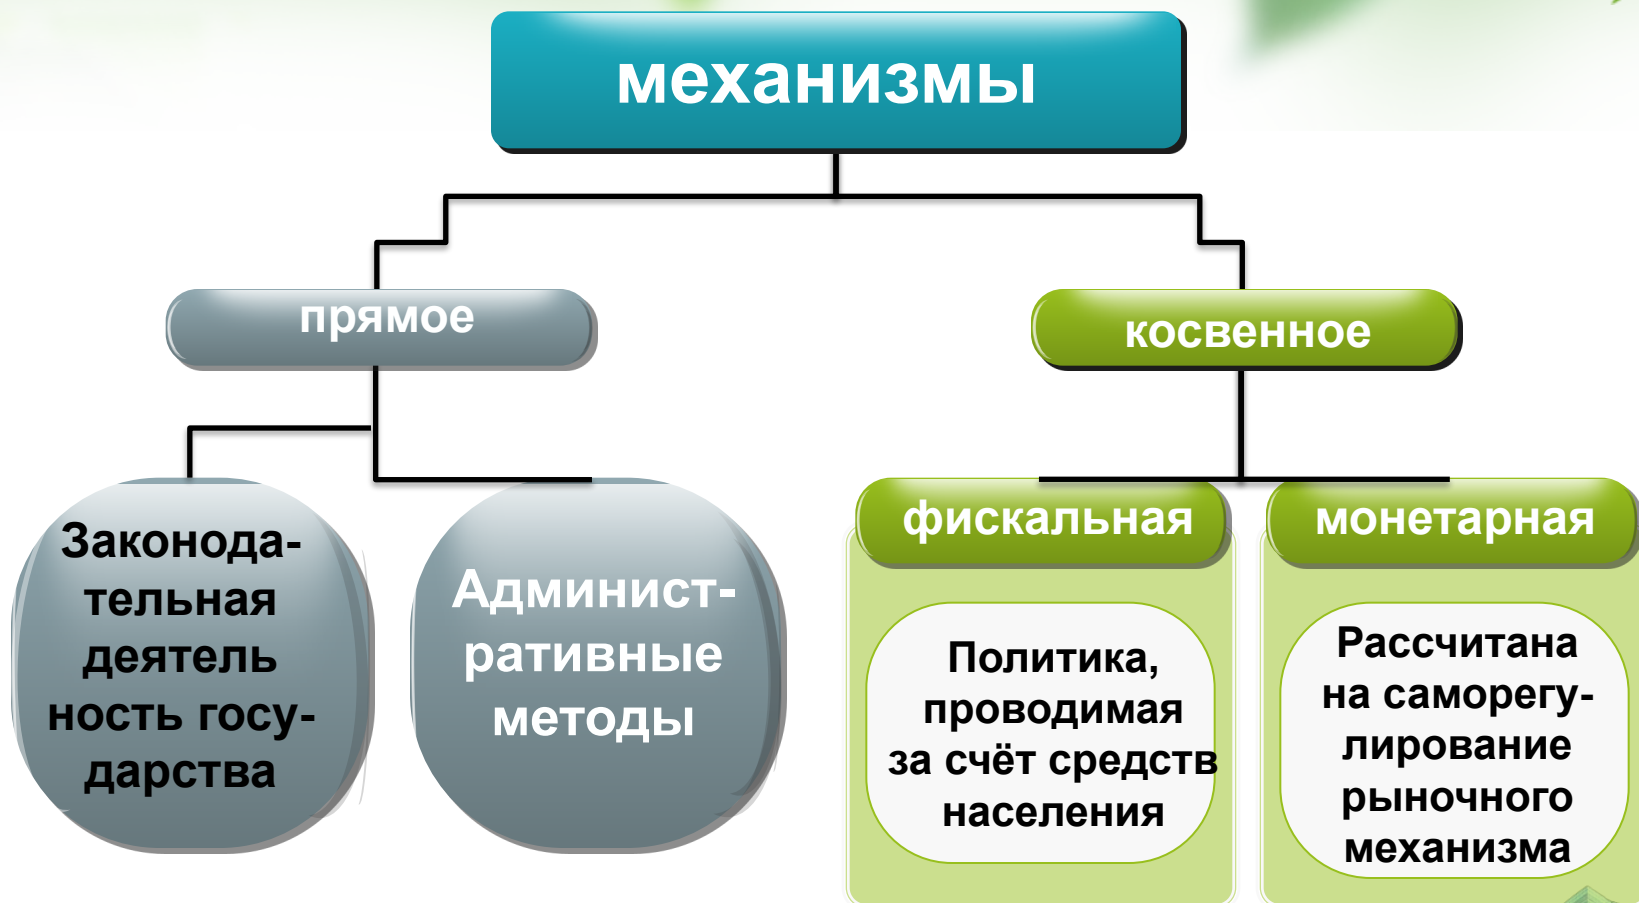 механизмы
прямое
косвенное
Законода-
тельная
деятель
ность госу-
дарства
Админист-
ративные
методы
фискальная
Политика,
проводимая
за счёт средств
населения
монетарная
Рассчитана
на саморегу-
лирование
рыночного
механизма